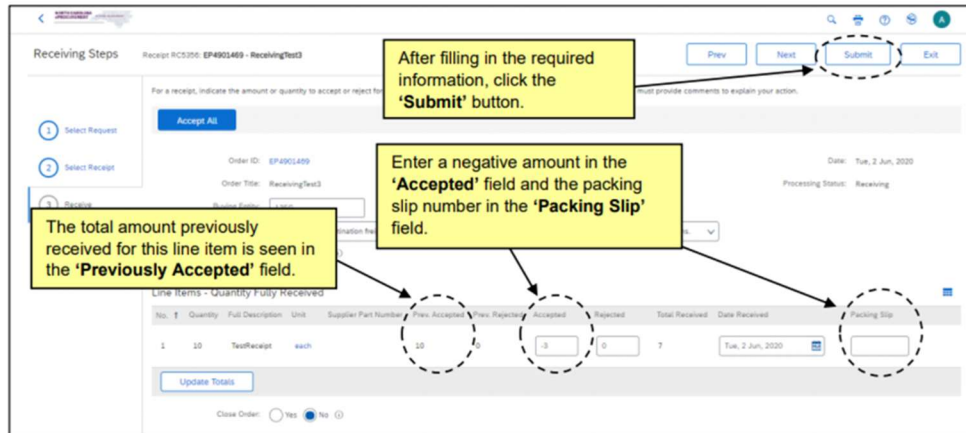 NORTH CAROLINA
A
Receiving Steps
Receipt RC5356: EP4901469 - ReceivingTest3
Prev
Next
Submit
Exit
After filling in the required
information, click the
'Submit' button.
For a receipt, indicate the amount or quantity to accept or reject for
must provide comments to explain your action.
Accept All
1 Select Request
2 Select Receipt
3 Receive
Order ID: EP4901469
Date: Tue, 2 Jun, 2020
Order Title: ReceivingTest3
Processing Status: Receiving
Buying Entity:
Enter a negative amount in the
'Accepted' field and the packing
slip number in the 'Packing Slip'
field.
The total amount previously
received for this line item is seen in
the 'Previously Accepted' field.
Line Items - Quantity Fully Received
No. ↑ Quantity Full Description Unit Supplier Part Number Prev. Accepted Prev. Rejected Accepted Rejected Total Received Date Received Packing Slip
1 10 TestReceipt each 10 0 -3 0 7 Tue, 2 Jun, 2020
Update Totals
Close Order: Yes No